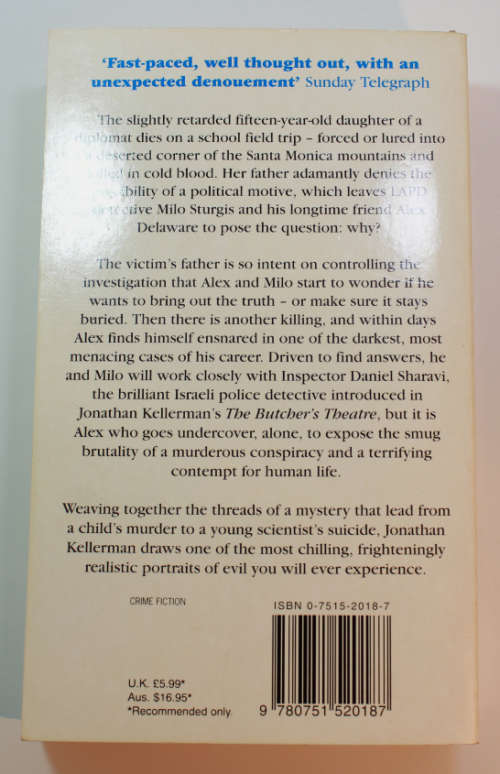 ‘Fast-paced, well thought out, with an
unexpected denouement’ Sunday Telegraph
The slightly retarded fifteen-year-old daughter of a
diplomat dies on a school field trip – forced or lured into
a deserted corner of the Santa Monica mountains and
killed in cold blood. Her father adamantly denies the
possibility of a political motive, which leaves LAPD
detective Milo Sturgis and his longtime friend Alex
Delaware to pose the question: why?
The victim’s father is so intent on controlling the
investigation that Alex and Milo start to wonder if he
wants to bring out the truth – or make sure it stays
buried. Then there is another killing, and within days
Alex finds himself ensnared in one of the darkest, most
menacing cases of his career. Driven to find answers, he
and Milo will work closely with Inspector Daniel Sharavi,
the brilliant Israeli police detective introduced in
Jonathan Kellerman’s The Butcher’s Theatre, but it is
Alex who goes undercover, alone, to expose the smug
brutality of a murderous conspiracy and a terrifying
contempt for human life.
Weaving together the threads of a mystery that lead from
a child’s murder to a young scientist’s suicide, Jonathan
Kellerman draws one of the most chilling, frighteningly
realistic portraits of evil you will ever experience.
CRIME FICTION
ISBN 0-7515-2018-7
U.K. £5.99*
Aus. $16.95*
*Recommended only
9 780751 520187